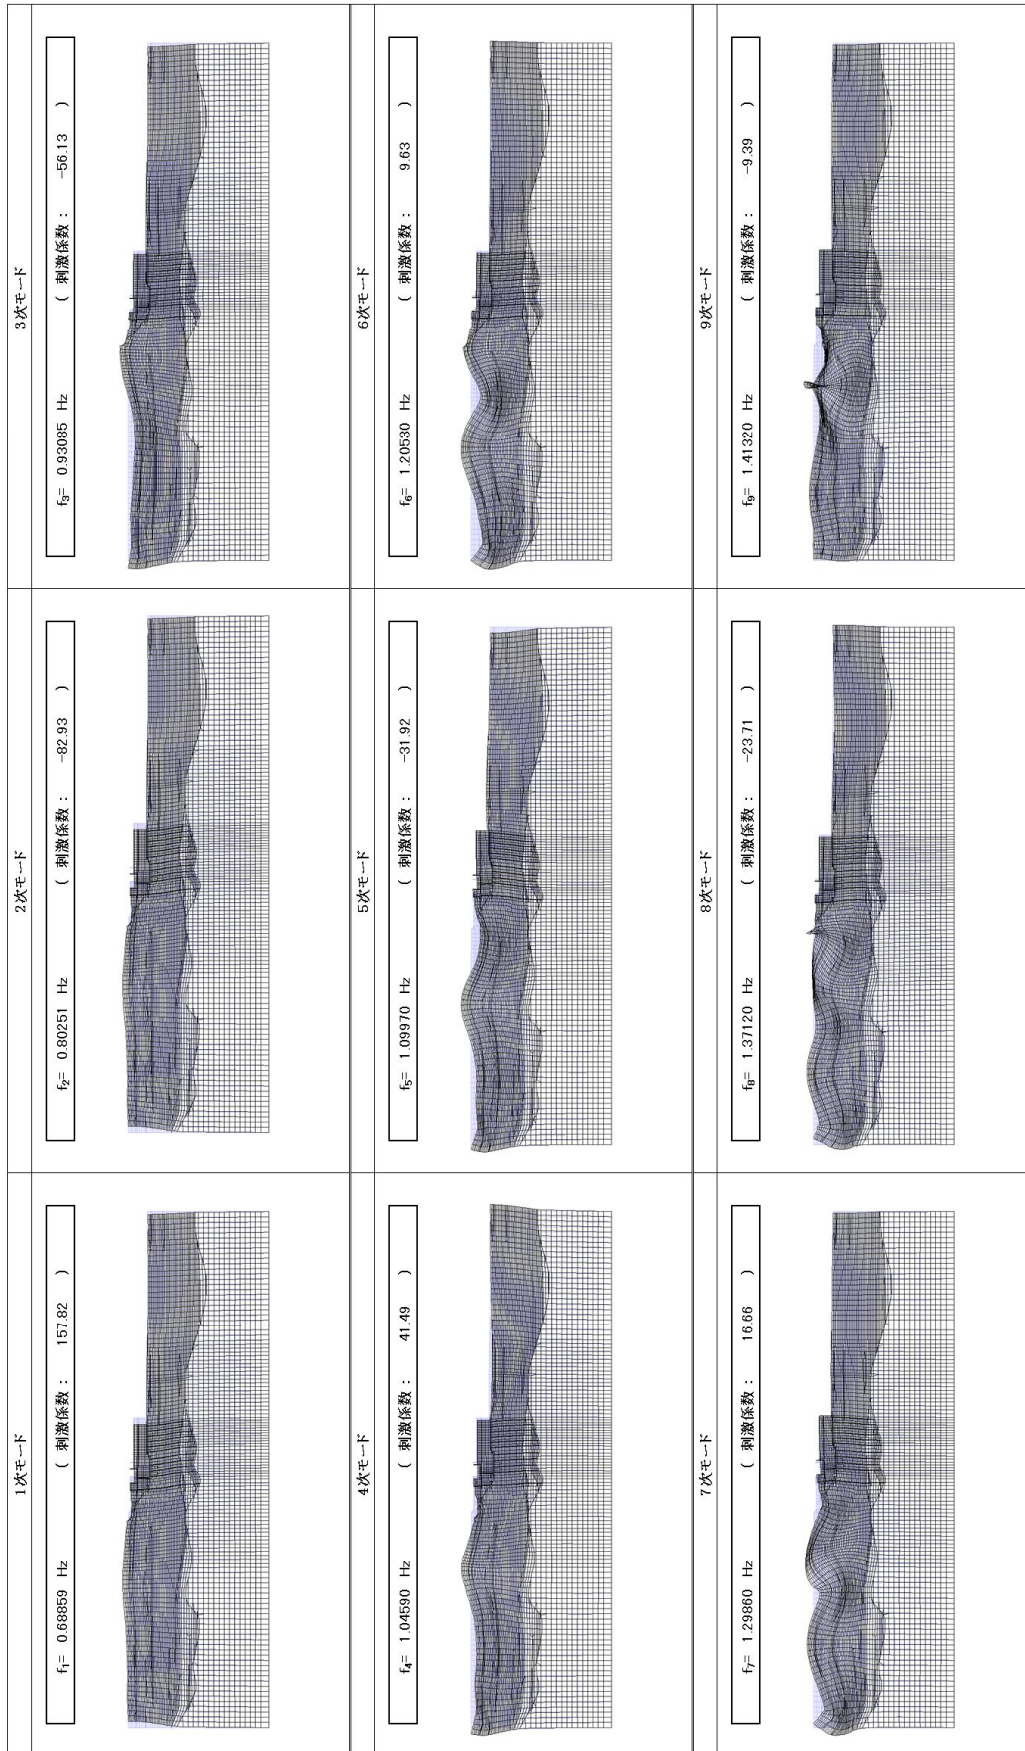 1次モード
f₁= 0.68859 Hz ( 刺激係数 : 157.82 )
2次モード
f₂= 0.80251 Hz ( 刺激係数 : −82.93 )
3次モード
f₃= 0.93085 Hz ( 刺激係数 : −56.13 )
4次モード
f₄= 1.04590 Hz ( 刺激係数 : 41.49 )
5次モード
f₅= 1.09970 Hz ( 刺激係数 : −31.92 )
6次モード
f₆= 1.20530 Hz ( 刺激係数 : 9.63 )
7次モード
f₇= 1.29860 Hz ( 刺激係数 : 16.66 )
8次モード
f₈= 1.37120 Hz ( 刺激係数 : −23.71 )
9次モード
f₉= 1.41320 Hz ( 刺激係数 : −9.39 )